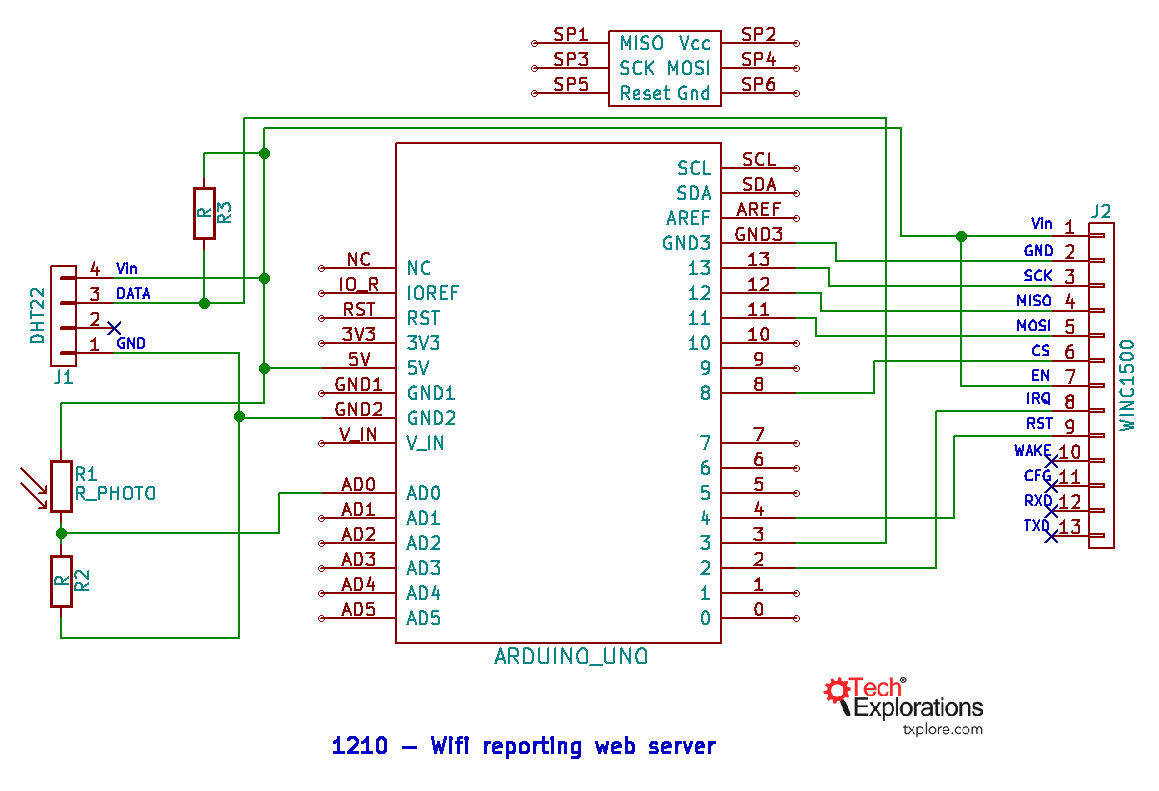 SP1 MISO Vcc SP2
SP3 SCK MOSI SP4
SP5 Reset Gnd SP6
R
R3
DHT22
4 Vin
3 DATA
2
1 GND
J1
R1
R_PHOTO
R
R2
NC NC
IO_R IOREF
RST RST
3V3 3V3
5V 5V
GND1 GND1
GND2 GND2
V_IN V_IN
AD0 AD0
AD1 AD1
AD2 AD2
AD3 AD3
AD4 AD4
AD5 AD5
SCL SCL
SDA SDA
AREF AREF
GND3 GND3
13 13
12 12
11 11
10 10
9 9
8 8
7 7
6 6
5 5
4 4
3 3
2 2
1 1
0 0
ARDUINO_UNO
J2
Vin 1
GND 2
SCK 3
MISO 4
MOSI 5
CS 6
EN 7
IRQ 8
RST 9
WAKE 10
CFG 11
RXD 12
TXD 13
WINC1500
Tech®
Explorations
txplore.com
1210 – Wifi reporting web server